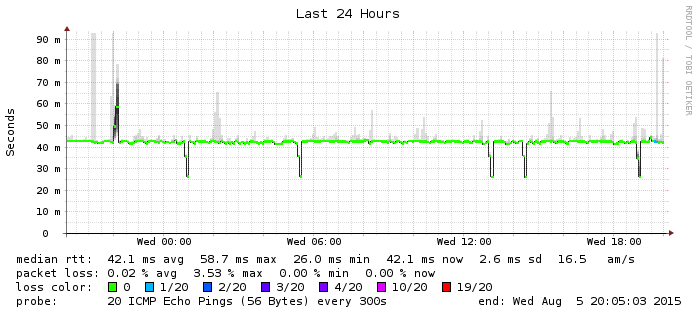 Last 24 Hours
RRDTOOL / TOBI OETIKER
Seconds
90 m
80 m
70 m
60 m
50 m
40 m
30 m
20 m
10 m
0
Wed 00:00 Wed 06:00 Wed 12:00 Wed 18:00
median rtt: 42.1 ms avg 58.7 ms max 26.0 ms min 42.1 ms now 2.6 ms sd 16.5 am/s
packet loss: 0.02 % avg 3.53 % max 0.00 % min 0.00 % now
loss color: 0 1/20 2/20 3/20 4/20 10/20 19/20
probe: 20 ICMP Echo Pings (56 Bytes) every 300s end: Wed Aug 5 20:05:03 2015